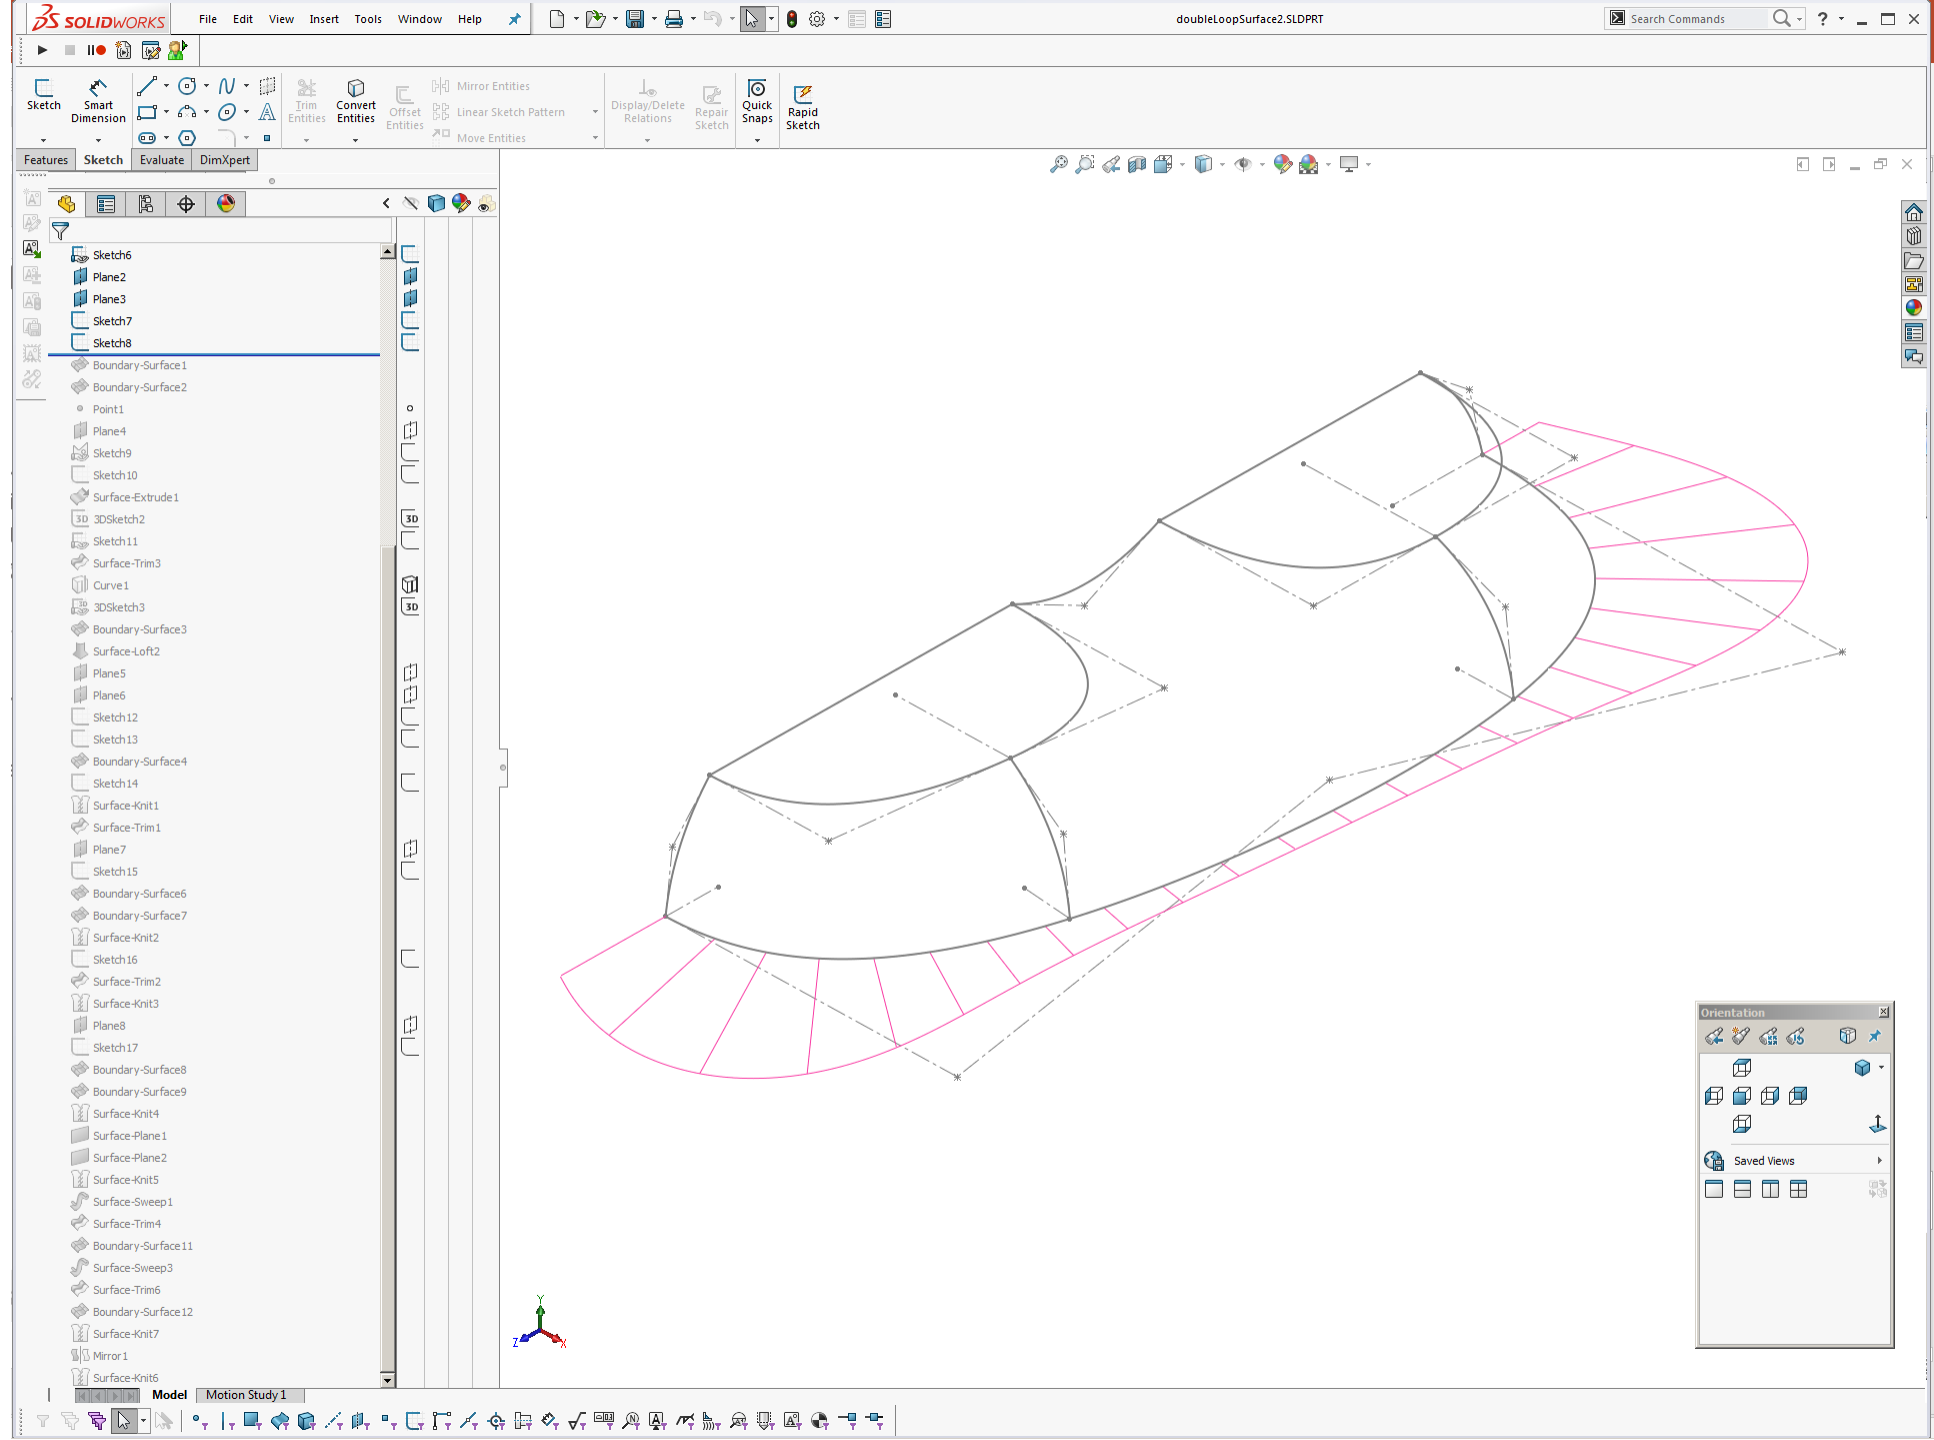 SOLIDWORKS
File Edit View Insert Tools Window Help
doubleLoopSurface2.SLDPRT
Search Commands
?
Sketch
Smart Dimension
Trim Entities
Convert Entities
Offset Entities
Mirror Entities
Linear Sketch Pattern
Move Entities
Display/Delete Relations
Repair Sketch
Quick Snaps
Rapid Sketch
Features Sketch Evaluate DimXpert
Sketch6
Plane2
Plane3
Sketch7
Sketch8
Boundary-Surface1
Boundary-Surface2
Point1
Plane4
Sketch9
Sketch10
Surface-Extrude1
3D 3DSketch2 3D
Sketch11
Surface-Trim3
Curve1
3DSketch3 3D
Boundary-Surface3
Surface-Loft2
Plane5
Plane6
Sketch12
Sketch13
Boundary-Surface4
Sketch14
Surface-Knit1
Surface-Trim1
Plane7
Sketch15
Boundary-Surface6
Boundary-Surface7
Surface-Knit2
Sketch16
Surface-Trim2
Surface-Knit3
Plane8
Sketch17
Boundary-Surface8
Boundary-Surface9
Surface-Knit4
Surface-Plane1
Surface-Plane2
Surface-Knit5
Surface-Sweep1
Surface-Trim4
Boundary-Surface11
Surface-Sweep3
Surface-Trim6
Boundary-Surface12
Surface-Knit7
Mirror1
Surface-Knit6
Y
Z
X
Orientation
Saved Views
Model Motion Study 1